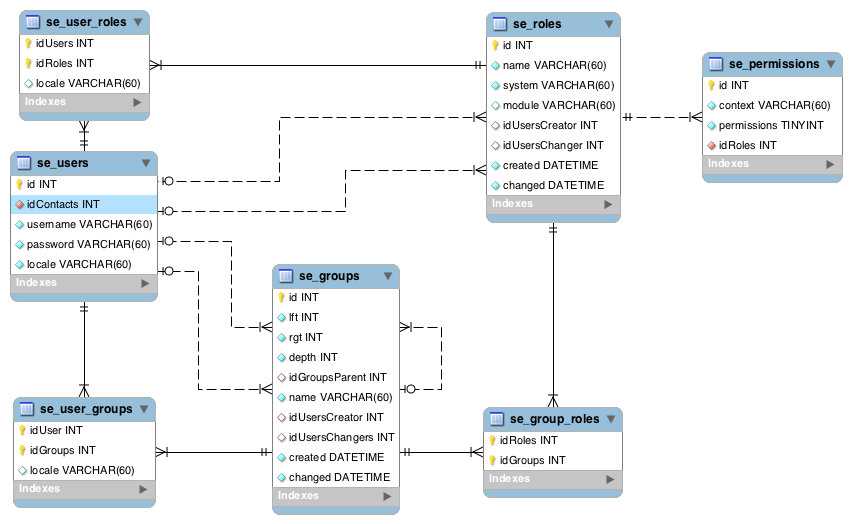 se_user_roles
idUsers INT
idRoles INT
locale VARCHAR(60)
Indexes
se_roles
id INT
name VARCHAR(60)
system VARCHAR(60)
module VARCHAR(60)
idUsersCreator INT
idUsersChanger INT
created DATETIME
changed DATETIME
Indexes
se_permissions
id INT
context VARCHAR(60)
permissions TINYINT
idRoles INT
Indexes
se_users
id INT
idContacts INT
username VARCHAR(60)
password VARCHAR(60)
locale VARCHAR(60)
Indexes
se_groups
id INT
lft INT
rgt INT
depth INT
idGroupsParent INT
name VARCHAR(60)
idUsersCreator INT
idUsersChangers INT
created DATETIME
changed DATETIME
Indexes
se_user_groups
idUser INT
idGroups INT
locale VARCHAR(60)
Indexes
se_group_roles
idRoles INT
idGroups INT
Indexes